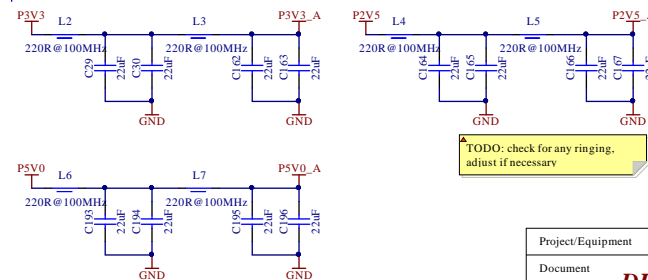 P3V3 L2 L3 P3V3_A P2V5 L4 L5 P2V5_
220R@100MHz 220R@100MHz 220R@100MHz 220R@100MHz
C29 22uF C30 22uF C162 22uF C163 22uF C164 22uF C165 22uF C166 22uF C167 22uF
GND GND GND GND
TODO: check for any ringing,
adjust if necessary
P5V0 L6 L7 P5V0_A
220R@100MHz 220R@100MHz
C193 22uF C194 22uF C195 22uF C196 22uF
GND GND
Project/Equipment
Document